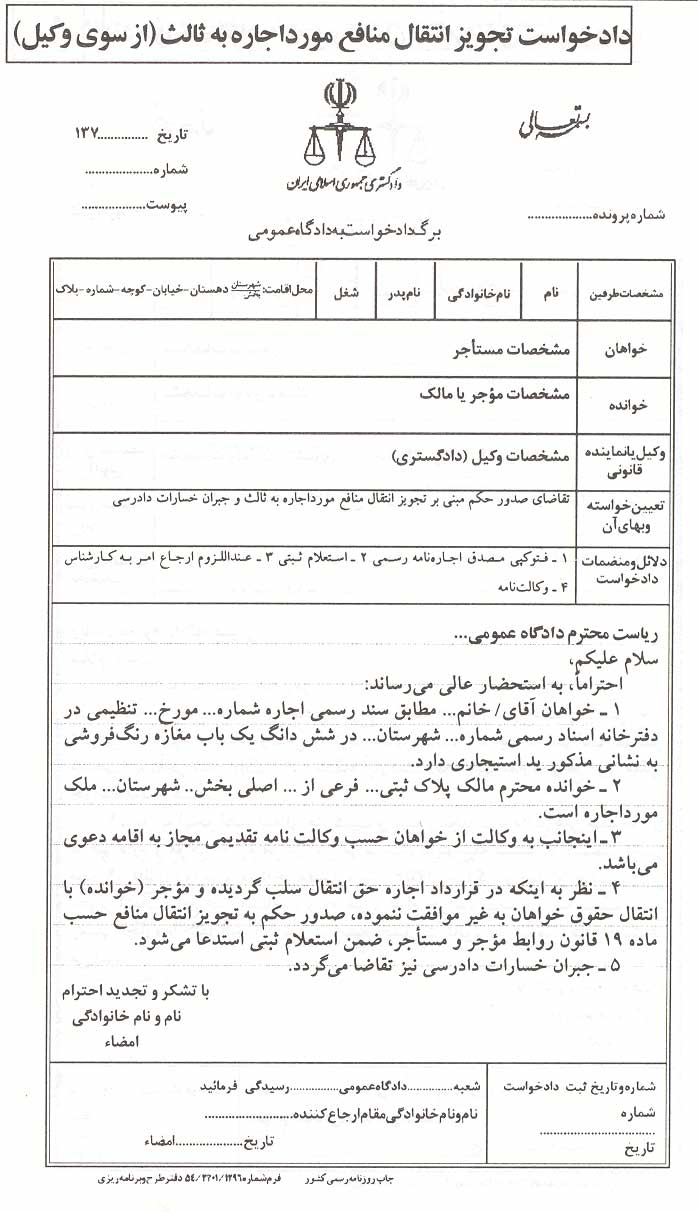 دادخواست تجویز انتقال منافع مورد اجاره به ثالث (از سوی وکیل)
بسمه تعالی
تاریخ ............... ۱۳۷
شماره.....................
پیوست....................
دادگستری جمهوری اسلامی ایران
شماره پرونده....................
برگ دادخواست به دادگاه عمومی
مشخصات طرفین نام نام خانوادگی نام پدر شغل محل اقامت: شهرستان بخش دهستان-خیابان-کوچه-شماره-پلاک
خواهان مشخصات مستأجر
خوانده مشخصات مؤجر یا مالک
وکیل یا نماینده قانونی مشخصات وکیل (دادگستری)
تعیین خواسته وبهای آن تقاضای صدور حکم مبنی بر تجویز انتقال منافع مورداجاره به ثالث و جبران خسارات دادرسی
دلائل ومنضمات دادخواست ۱ ـ فتوکپی مصدق اجاره‌نامه رسمی ۲ ـ استعلام ثبتی ۳ ـ عنداللزوم ارجاع امر به کارشناس
۴ ـ وکالت‌نامه
ریاست محترم دادگاه عمومی...
سلام علیکم،
احتراماً، به استحضار عالی می‌رساند:
۱ ـ خواهان آقای/ خانم... مطابق سند رسمی اجاره شماره... مورخ... تنظیمی در
دفترخانه اسناد رسمی شماره... شهرستان... در شش دانگ یک باب مغازه رنگ‌فروشی
به نشانی مذکور ید استیجاری دارد.
۲ ـ خوانده محترم مالک پلاک ثبتی... فرعی از ... اصلی بخش.. شهرستان... ملک
مورداجاره است.
۳ ـ اینجانب به وکالت از خواهان حسب وکالت نامه تقدیمی مجاز به اقامه دعوی
می‌باشد.
۴ ـ نظر به اینکه در قرارداد اجاره حق انتقال سلب گردیده و مؤجر (خوانده) با
انتقال حقوق خواهان به غیر موافقت ننموده، صدور حکم به تجویز انتقال منافع حسب
ماده ۱۹ قانون روابط مؤجر و مستأجر، ضمن استعلام ثبتی استدعا می‌شود.
۵ ـ جبران خسارات دادرسی نیز تقاضا می‌گردد.
با تشکر و تجدید احترام
نام و نام خانوادگی
امضاء
شماره و تاریخ ثبت دادخواست
شماره
..............................
تاریخ
شعبه...............دادگاه عمومی.................رسیدگی فرمائید
نام و نام خانوادگی مقام ارجاع کننده...........................
تاریخ.....................امضاء
چاپ روزنامه رسمی کشور فرم شماره ۵۴/۳۲۰۱/۱۲۹۶ دفتر طرح و برنامه ریزی